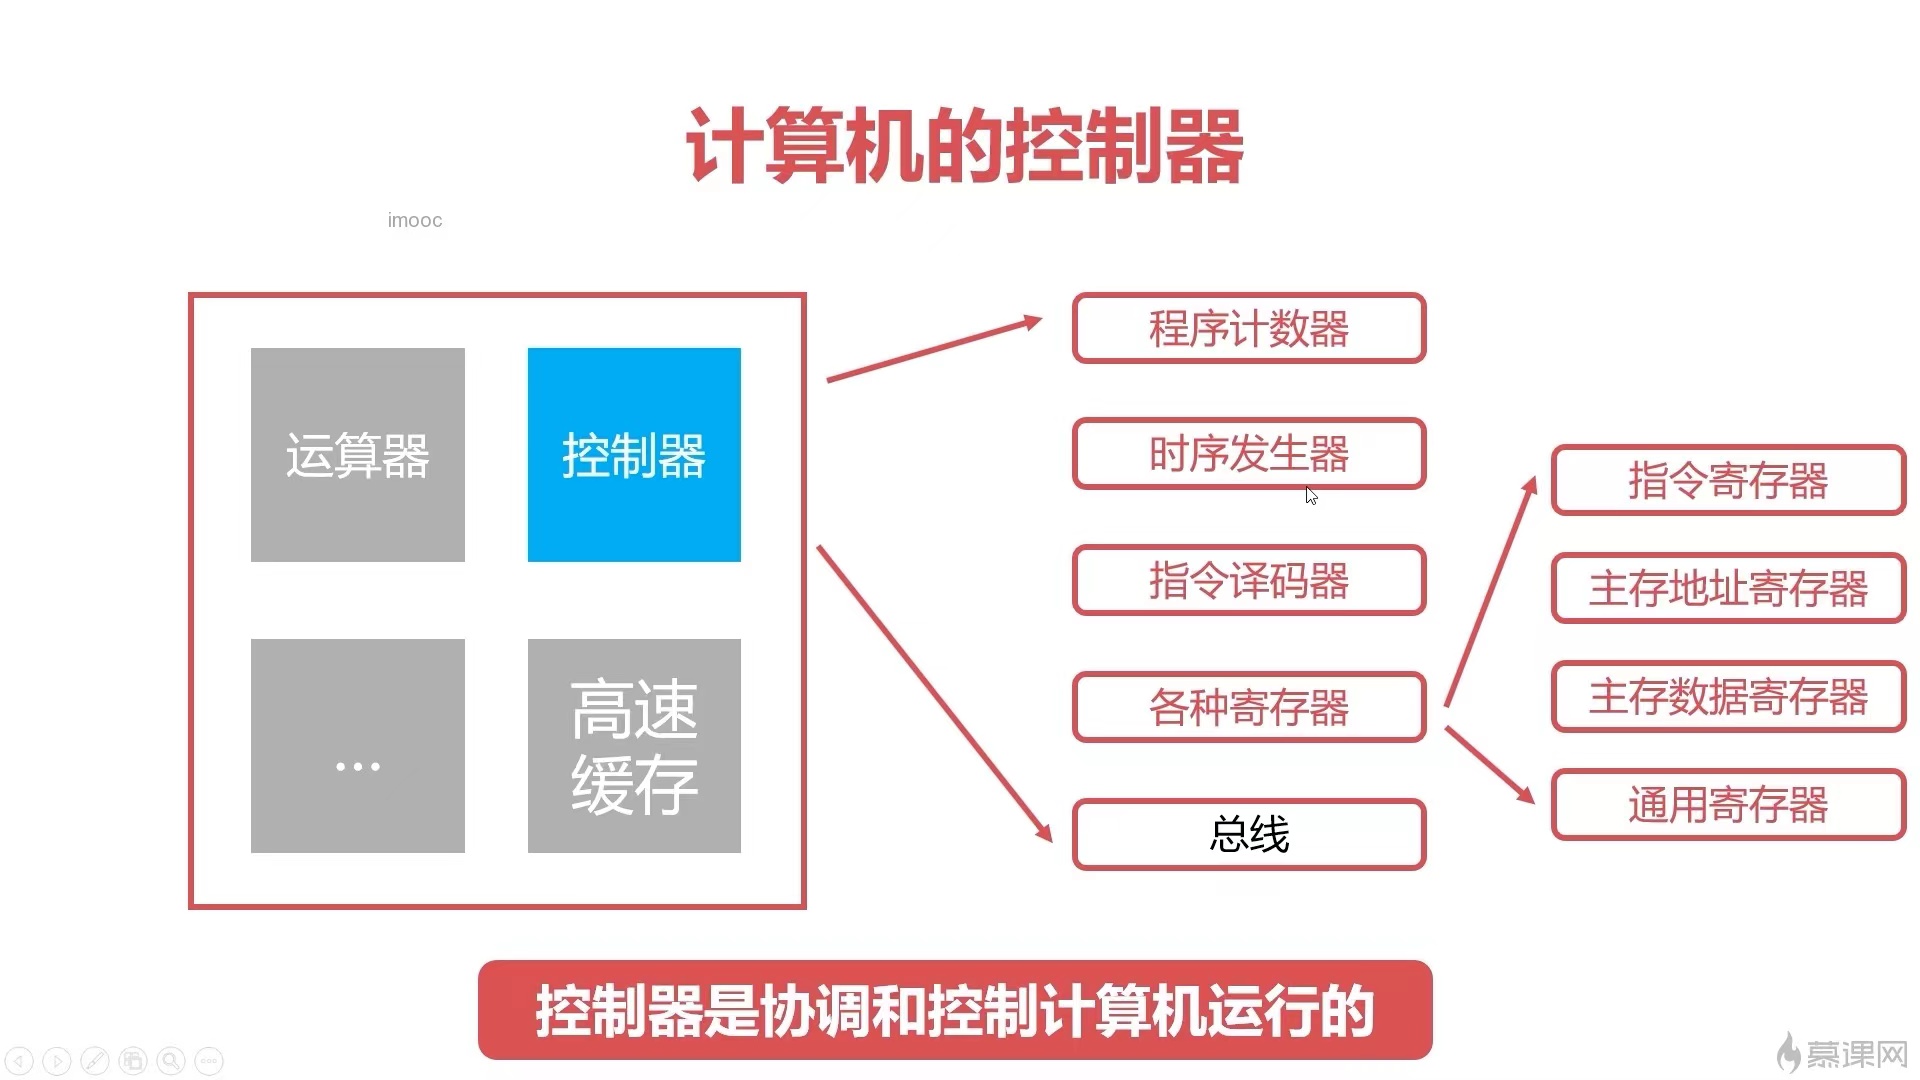 计算机的控制器
imooc
运算器
控制器
...
高速
缓存
程序计数器
时序发生器
指令译码器
各种寄存器
总线
指令寄存器
主存地址寄存器
主存数据寄存器
通用寄存器
控制器是协调和控制计算机运行的
慕课网